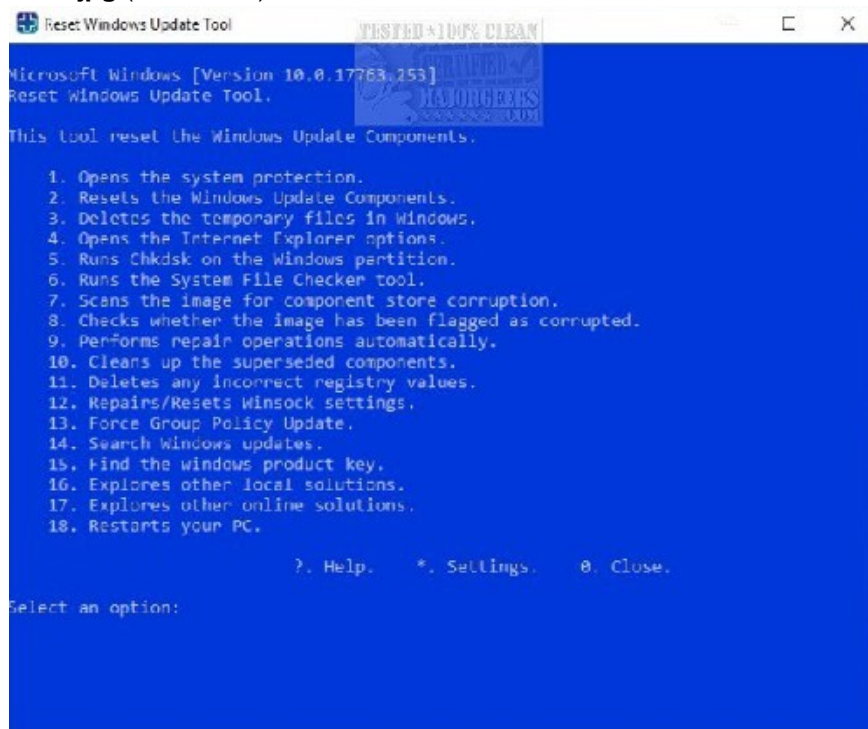 Reset Windows Update Tool
TESTED *100% CLEAN
CERTIFIED
MAJORGEEKS
.COM
Microsoft Windows [Version 10.0.17763.253]
Reset Windows Update Tool.
This tool reset the Windows Update Components.
1. Opens the system protection.
2. Resets the Windows Update Components.
3. Deletes the temporary files in Windows.
4. Opens the Internet Explorer options.
5. Runs Chkdsk on the Windows partition.
6. Runs the System File Checker tool.
7. Scans the image for component store corruption.
8. Checks whether the image has been flagged as corrupted.
9. Performs repair operations automatically.
10. Cleans up the superseded components.
11. Deletes any incorrect registry values.
12. Repairs/Resets Winsock settings.
13. Force Group Policy Update.
14. Search Windows updates.
15. Find the windows product key.
16. Explores other local solutions.
17. Explores other online solutions.
18. Restarts your PC.
?. Help. *. Settings. 0. Close.
Select an option: